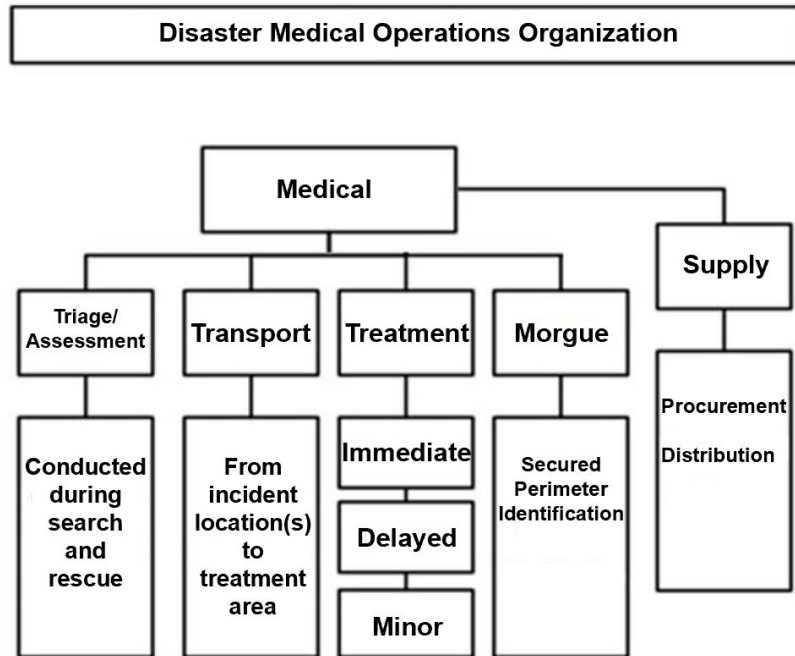 Disaster Medical Operations Organization
Medical
Supply
Triage/
Assessment
Transport
Treatment
Morgue
Procurement
Distribution
Conducted
during
search
and
rescue
From
incident
location(s)
to
treatment
area
Immediate
Delayed
Minor
Secured
Perimeter
Identification